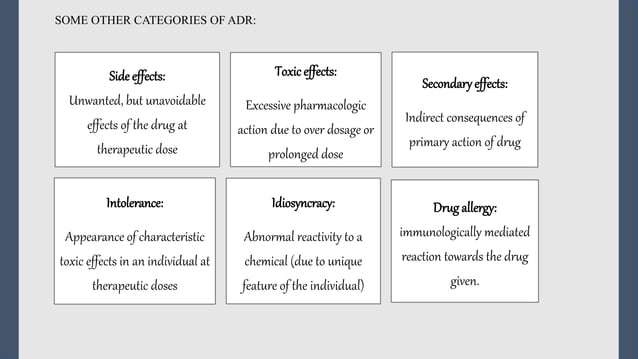 SOME OTHER CATEGORIES OF ADR:
Side effects:
Unwanted, but unavoidable
effects of the drug at
therapeutic dose
Toxic effects:
Excessive pharmacologic
action due to over dosage or
prolonged dose
Secondary effects:
Indirect consequences of
primary action of drug
Intolerance:
Appearance of characteristic
toxic effects in an individual at
therapeutic doses
Idiosyncracy:
Abnormal reactivity to a
chemical (due to unique
feature of the individual)
Drug allergy:
immunologically mediated
reaction towards the drug
given.